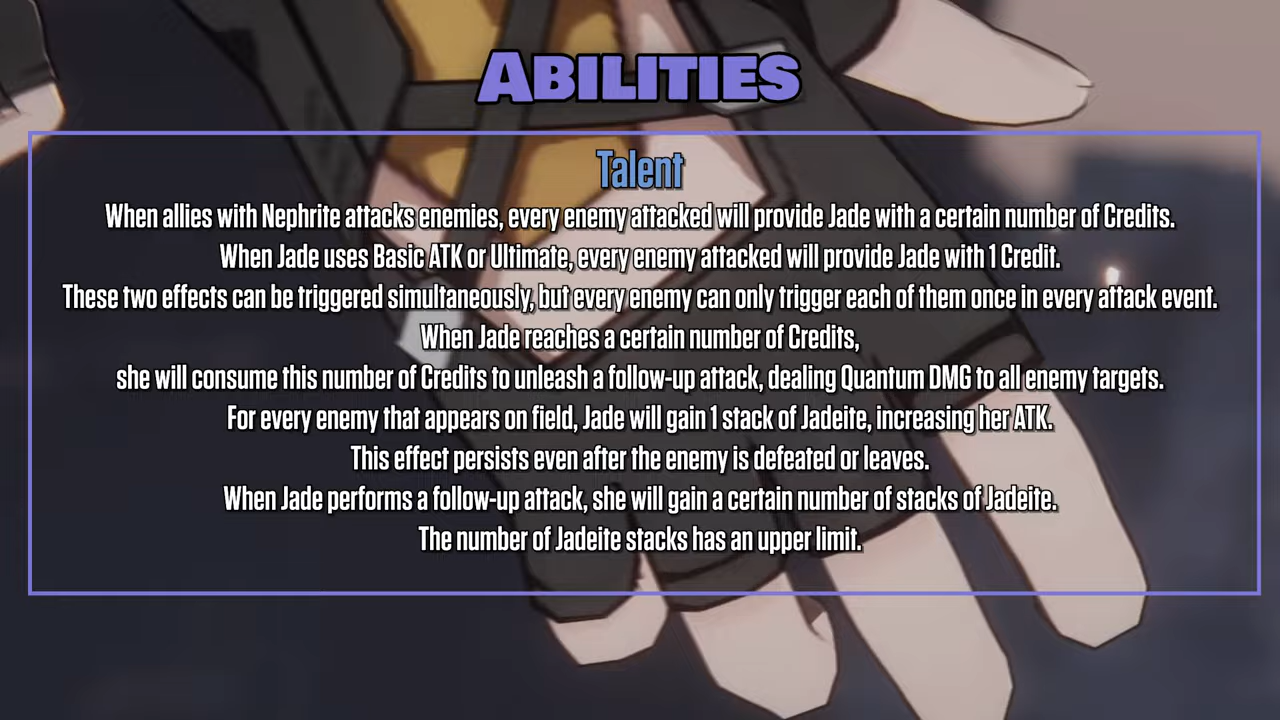 Abilities
Talent
When allies with Nephrite attacks enemies, every enemy attacked will provide Jade with a certain number of Credits.
When Jade uses Basic ATK or Ultimate, every enemy attacked will provide Jade with 1 Credit.
These two effects can be triggered simultaneously, but every enemy can only trigger each of them once in every attack event.
When Jade reaches a certain number of Credits,
she will consume this number of Credits to unleash a follow-up attack, dealing Quantum DMG to all enemy targets.
For every enemy that appears on field, Jade will gain 1 stack of Jadeite, increasing her ATK.
This effect persists even after the enemy is defeated or leaves.
When Jade performs a follow-up attack, she will gain a certain number of stacks of Jadeite.
The number of Jadeite stacks has an upper limit.